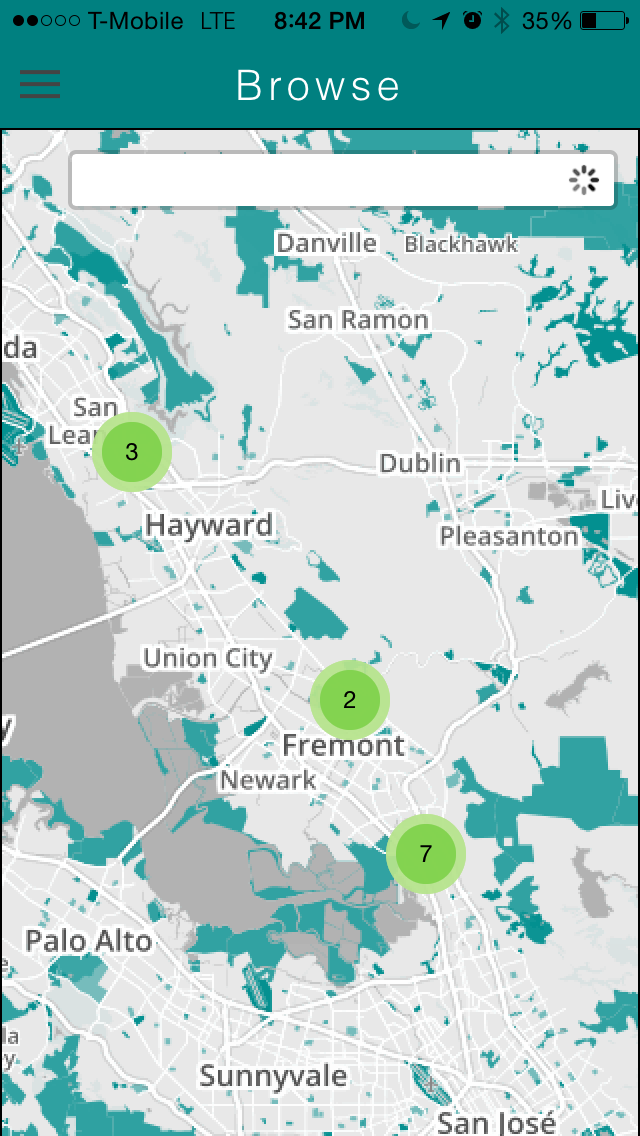 T-Mobile LTE 8:42 PM 35%
Browse
Danville Blackhawk
San Ramon
da
San
Lea
3
Dublin
Liv
Hayward
Pleasanton
Union City
2
Fremont
Newark
7
Palo Alto
la
y
Sunnyvale
San José